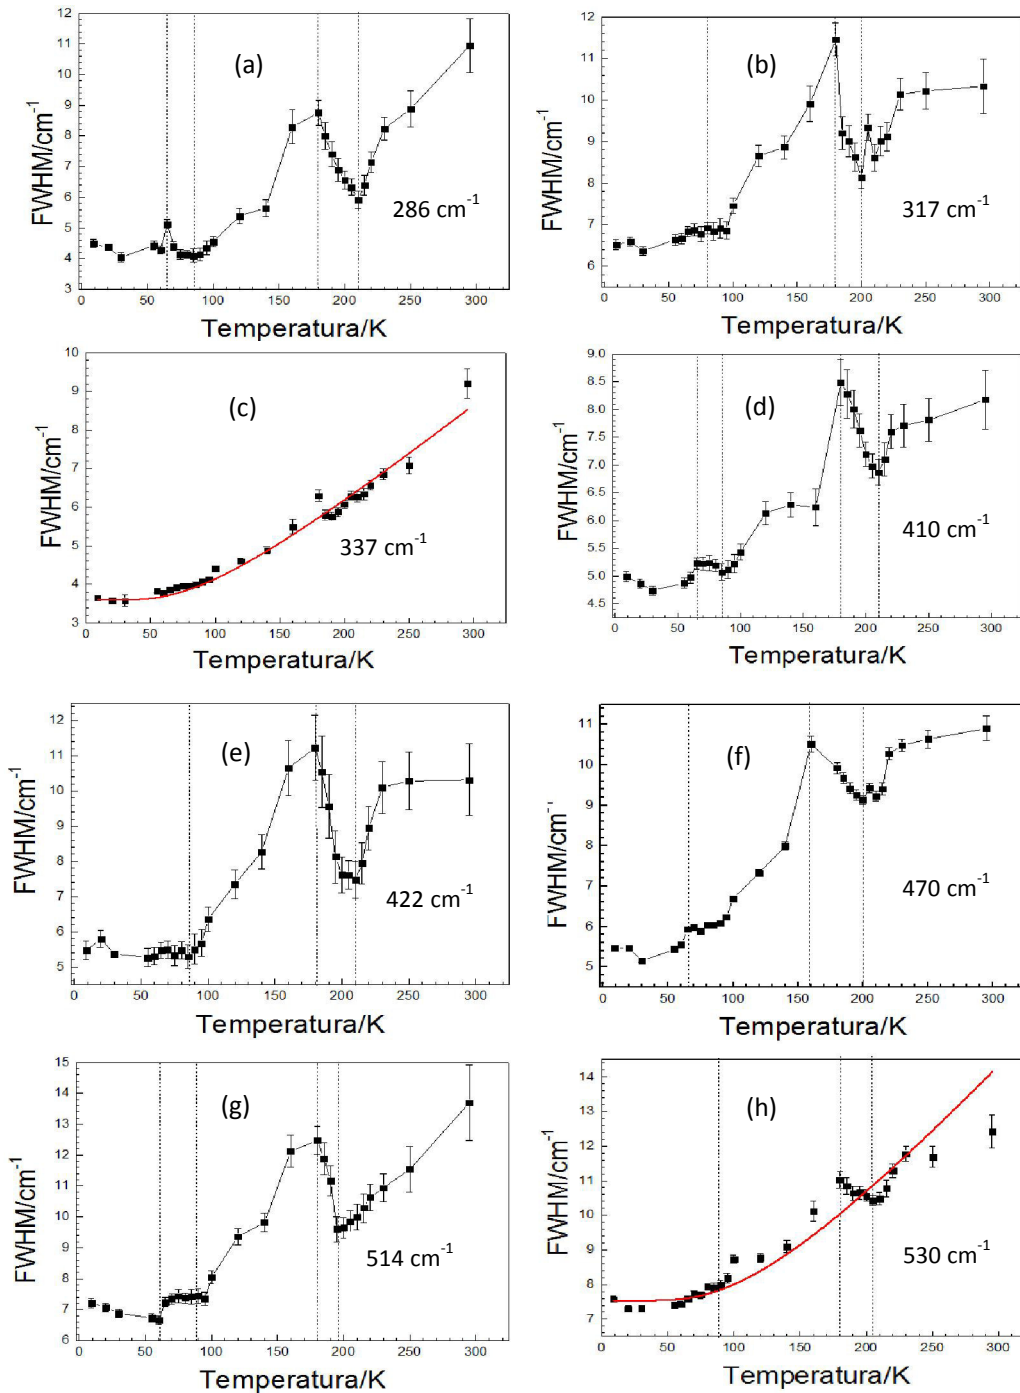 (a)
FWHM/cm⁻¹
12
11
10
9
8
7
6
5
4
3
286 cm⁻¹
0 50 100 150 200 250 300
Temperatura/K
(b)
FWHM/cm⁻¹
12
11
10
9
8
7
6
317 cm⁻¹
0 50 100 150 200 250 300
Temperatura/K
(c)
FWHM/cm⁻¹
10
9
8
7
6
5
4
3
337 cm⁻¹
0 50 100 150 200 250 300
Temperatura/K
(d)
FWHM/cm⁻¹
9.0
8.5
8.0
7.5
7.0
6.5
6.0
5.5
5.0
4.5
410 cm⁻¹
0 50 100 150 200 250 300
Temperatura/K
(e)
FWHM/cm⁻¹
12
11
10
9
8
7
6
5
422 cm⁻¹
0 50 100 150 200 250 300
Temperatura/K
(f)
FWHM/cm⁻¹
11
10
9
8
7
6
5
470 cm⁻¹
0 50 100 150 200 250 300
Temperatura/K
(g)
FWHM/cm⁻¹
15
14
13
12
11
10
9
8
7
6
514 cm⁻¹
0 50 100 150 200 250 300
Temperatura/K
(h)
FWHM/cm⁻¹
14
13
12
11
10
9
8
7
530 cm⁻¹
0 50 100 150 200 250 300
Temperatura/K